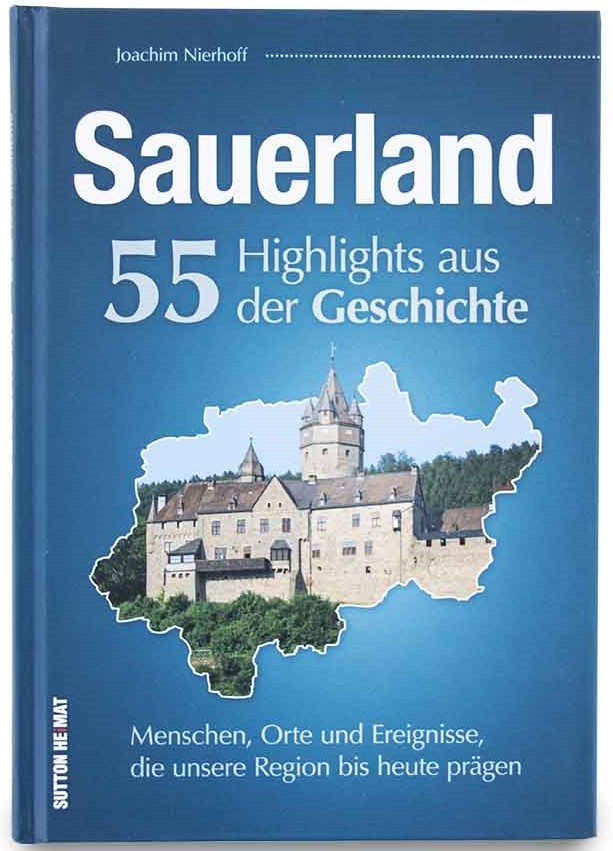 Joachim Nierhoff
Sauerland
55 Highlights aus
der Geschichte
Menschen, Orte und Ereignisse,
die unsere Region bis heute prägen
SUTTON HEIMAT